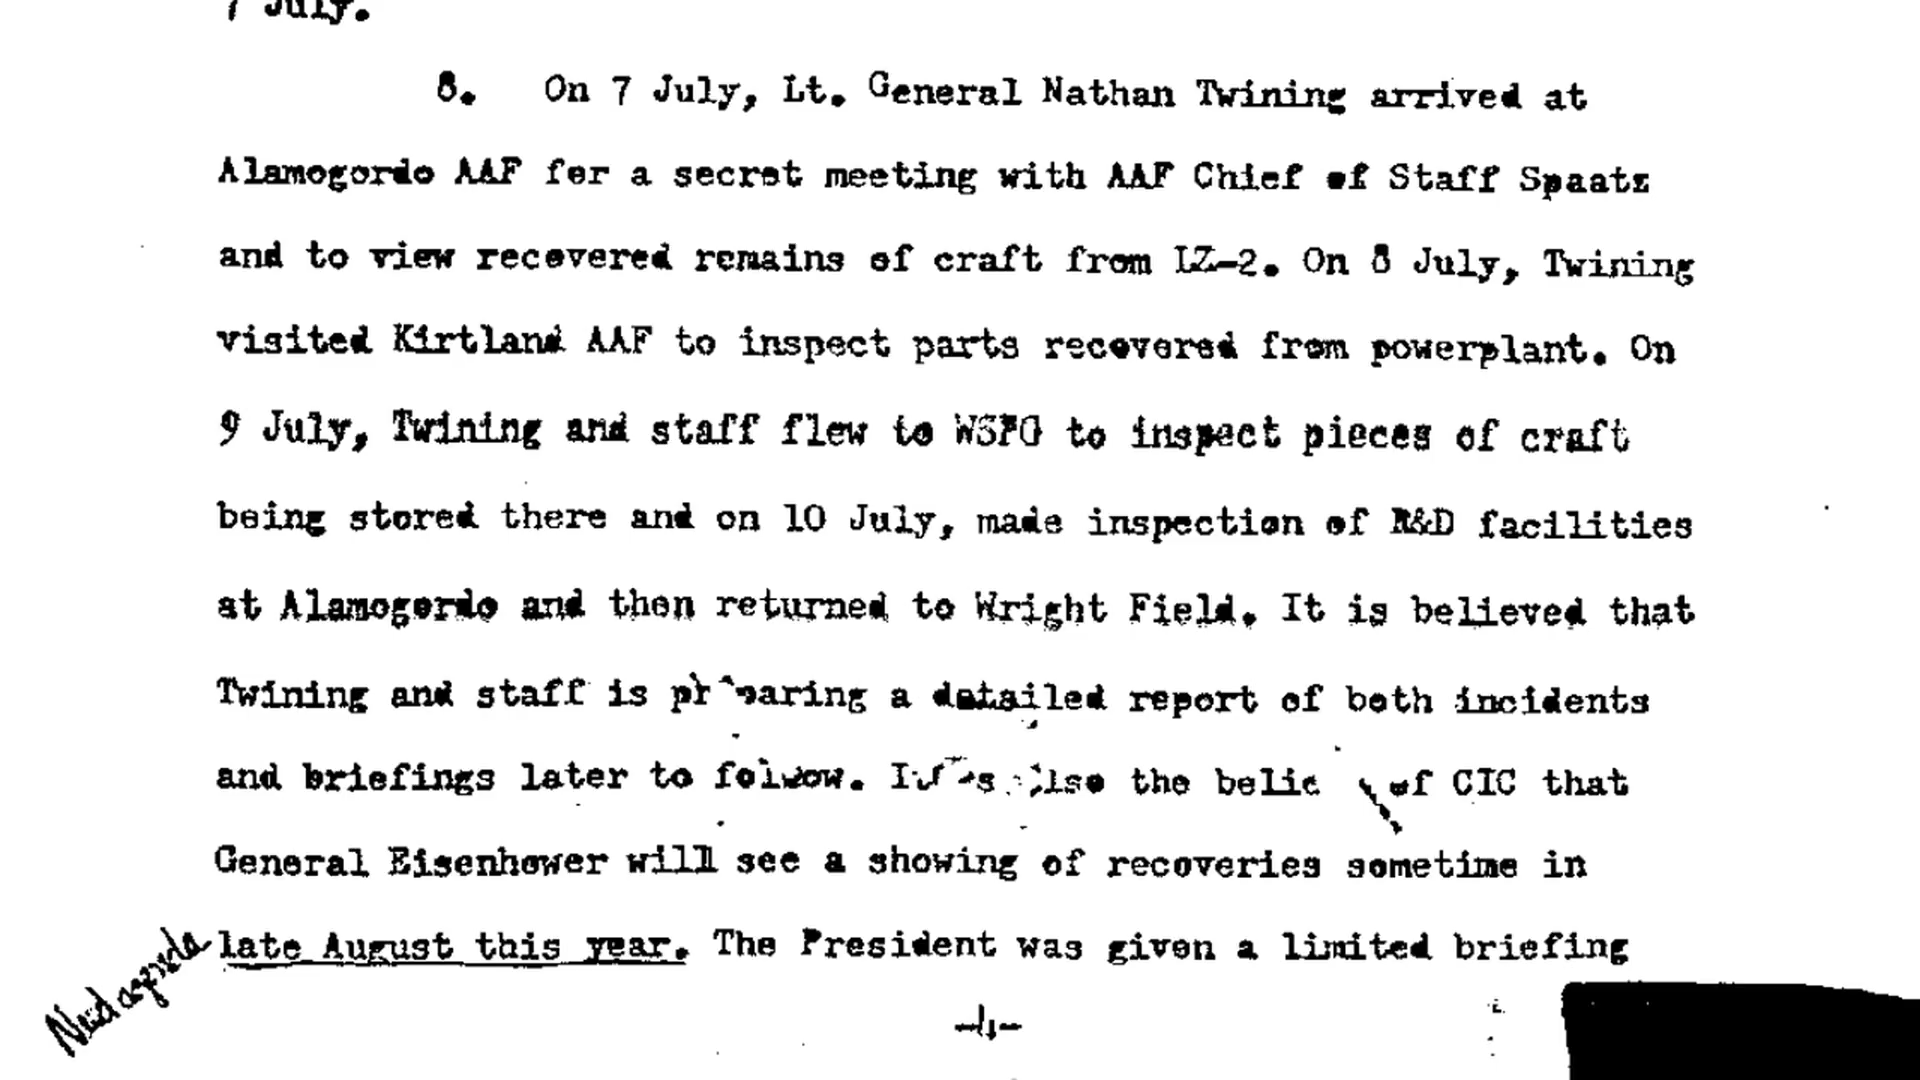 7 July.
8. On 7 July, Lt. General Nathan Twining arrived at
Alamogordo AAF for a secret meeting with AAF Chief of Staff Spaatz
and to view recovered remains of craft from LZ-2. On 8 July, Twining
visited Kirtland AAF to inspect parts recovered from powerplant. On
9 July, Twining and staff flew to WSPG to inspect pieces of craft
being stored there and on 10 July, made inspection of R&D facilities
at Alamogordo and then returned to Wright Field. It is believed that
Twining and staff is preparing a detailed report of both incidents
and briefings later to follow. It is also the belief of CIC that
General Eisenhower will see a showing of recoveries sometime in
late August this year. The President was given a limited briefing
Need agenda
-4-